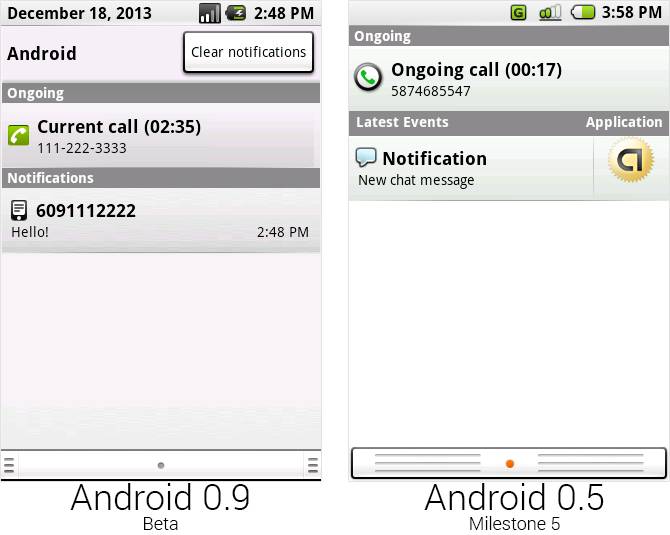 December 18, 2013 2:48 PM
Android Clear notifications
Ongoing
Current call (02:35)
111-222-3333
Notifications
6091112222
Hello! 2:48 PM
Android 0.9
Beta
G 3:58 PM
Ongoing
Ongoing call (00:17)
5874685547
Latest Events Application
Notification
New chat message
Android 0.5
Milestone 5